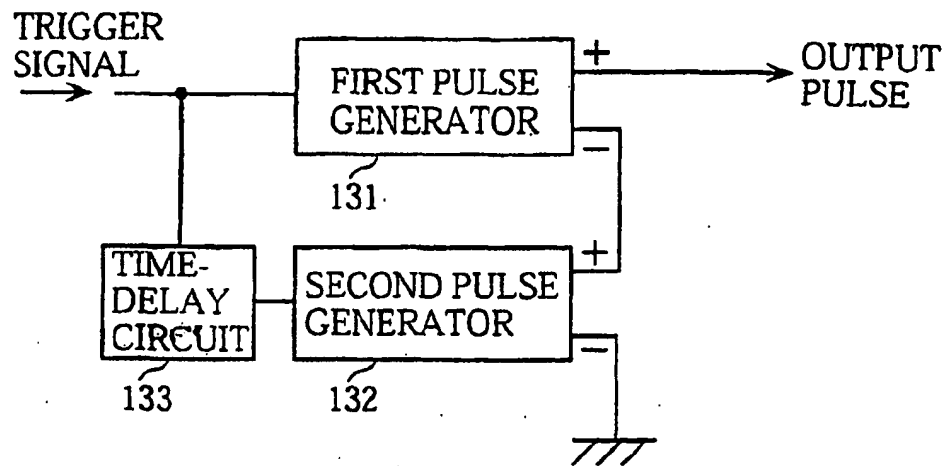 TRIGGER
SIGNAL
FIRST PULSE
GENERATOR
+
−
OUTPUT
PULSE
131
TIME-
DELAY
CIRCUIT
SECOND PULSE
GENERATOR
+
−
133
132